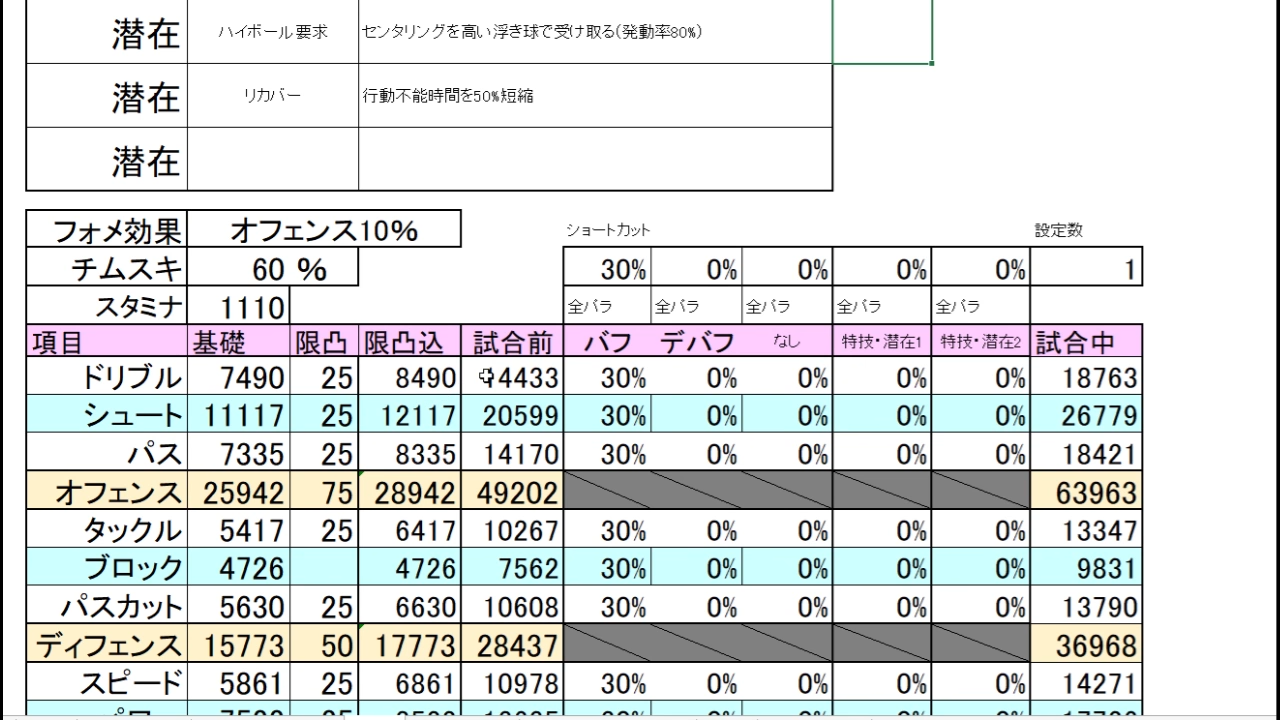 潜在 ハイボール要求 センタリングを高い浮き球で受け取る(発動率80%)
潜在 リカバー 行動不能時間を50%短縮
潜在
フォメ効果 オフェンス10% ショートカット 設定数
チムスキ 60 % 30% 0% 0% 0% 0% 1
スタミナ 1110 全パラ 全パラ 全パラ 全パラ 全パラ
項目 基礎 限凸 限凸込 試合前 バフ デバフ なし 特技・潜在1 特技・潜在2 試合中
ドリブル 7490 25 8490 4433 30% 0% 0% 0% 0% 18763
シュート 11117 25 12117 20599 30% 0% 0% 0% 0% 26779
パス 7335 25 8335 14170 30% 0% 0% 0% 0% 18421
オフェンス 25942 75 28942 49202 63963
タックル 5417 25 6417 10267 30% 0% 0% 0% 0% 13347
ブロック 4726 4726 7562 30% 0% 0% 0% 0% 9831
パスカット 5630 25 6630 10608 30% 0% 0% 0% 0% 13790
ディフェンス 15773 50 17773 28437 36968
スピード 5861 25 6861 10978 30% 0% 0% 0% 0% 14271